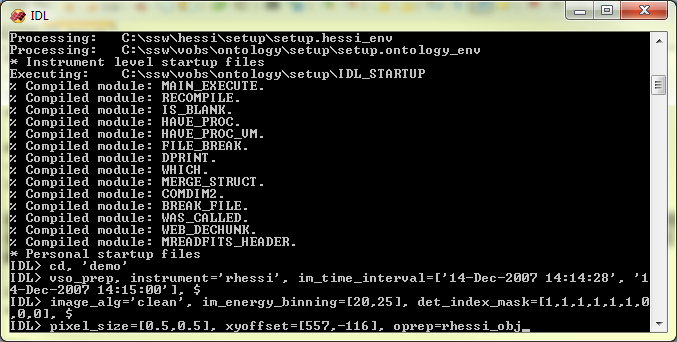 IDL
Processing:   C:\ssw\hessi\setup\setup.hessi_env
Processing:   C:\ssw\vobs\ontology\setup\setup.ontology_env
* Instrument level startup files
Executing:    C:\ssw\vobs\ontology\setup\IDL_STARTUP
% Compiled module: MAIN_EXECUTE.
% Compiled module: RECOMPILE.
% Compiled module: IS_BLANK.
% Compiled module: HAVE_PROC.
% Compiled module: HAVE_PROC_VM.
% Compiled module: FILE_BREAK.
% Compiled module: DPRINT.
% Compiled module: WHICH.
% Compiled module: MERGE_STRUCT.
% Compiled module: COMDIM2.
% Compiled module: BREAK_FILE.
% Compiled module: WAS_CALLED.
% Compiled module: WEB_DECHUNK.
% Compiled module: MREADFITS_HEADER.
* Personal startup files
IDL> cd, 'demo'
IDL> vso_prep, instrument='rhessi', im_time_interval=['14-Dec-2007 14:14:28', '1
4-Dec-2007 14:15:00'], $
IDL> image_alg='clean', im_energy_binning=[20,25], det_index_mask=[1,1,1,1,1,1,0
,0,0], $
IDL> pixel_size=[0.5,0.5], xyoffset=[557,-116], oprep=rhessi_obj_